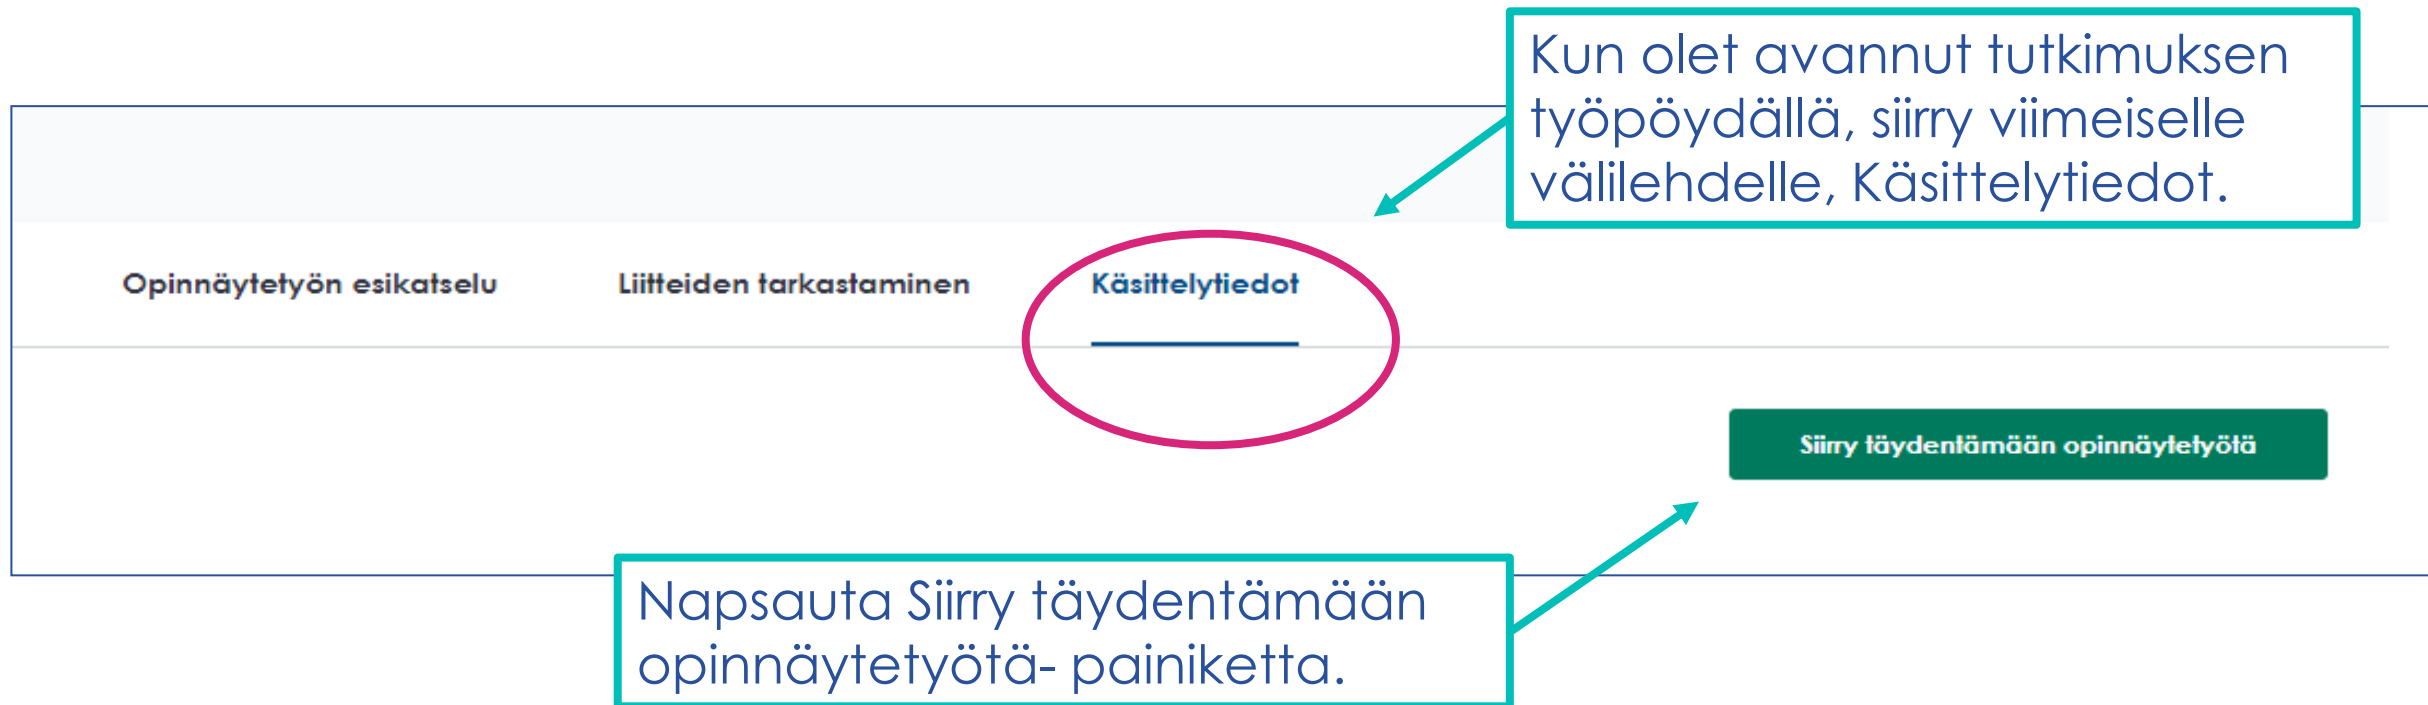 Kun olet avannut tutkimuksen
työpöydällä, siirry viimeiselle
välilehdelle, Käsittelytiedot.
Opinnäytetyön esikatselu
Liitteiden tarkastaminen
Käsittelytiedot
Siirry täydentämään opinnäytetyötä
Napsauta Siirry täydentämään
opinnäytetyötä- painiketta.